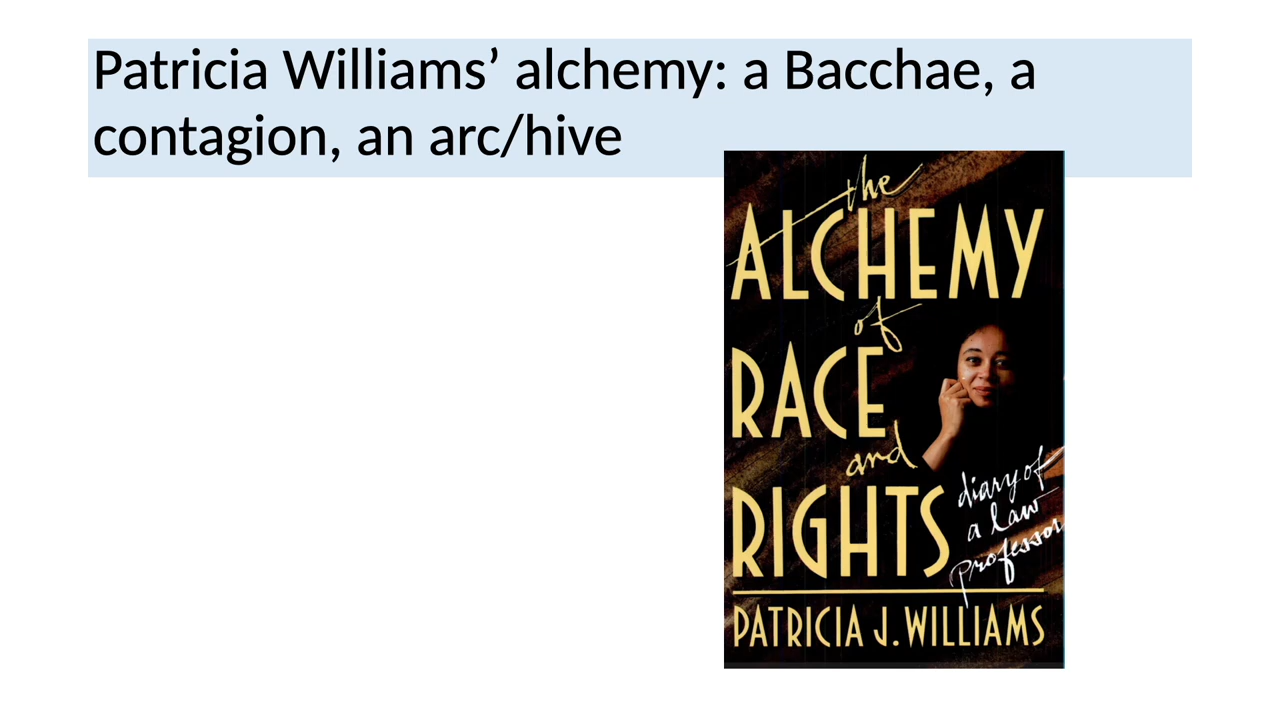 Patricia Williams’ alchemy: a Bacchae, a
contagion, an arc/hive
the
ALCHEMY
of
RACE
and
RIGHTS
diary of
a law
professor
PATRICIA J. WILLIAMS